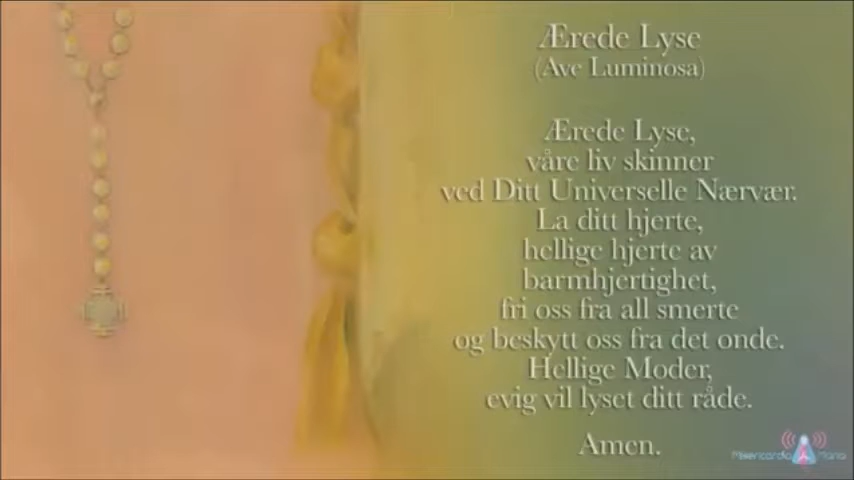 Ærede Lyse
(Ave Luminosa)
Ærede Lyse,
våre liv skinner
ved Ditt Universelle Nærvær.
La ditt hjerte,
hellige hjerte av
barmhjertighet,
fri oss fra all smerte
og beskytt oss fra det onde.
Hellige Moder,
evig vil lyset ditt råde.
Amen.
Misericordia Maria